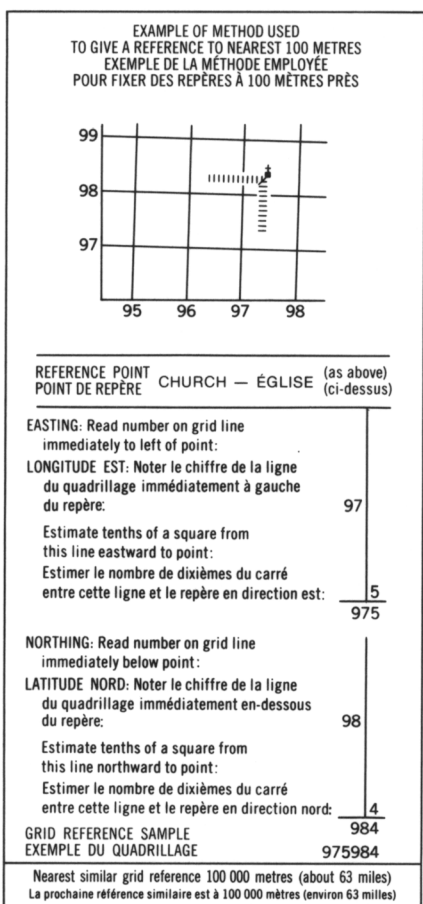 EXAMPLE OF METHOD USED
TO GIVE A REFERENCE TO NEAREST 100 METRES
EXEMPLE DE LA MÉTHODE EMPLOYÉE
POUR FIXER DES REPÈRES À 100 MÈTRES PRÈS
99
98
97
95 96 97 98
REFERENCE POINT
POINT DE REPÈRE
CHURCH — ÉGLISE
(as above)
(ci-dessus)
EASTING: Read number on grid line
immediately to left of point:
LONGITUDE EST: Noter le chiffre de la ligne
du quadrillage immédiatement à gauche
du repère: 97
Estimate tenths of a square from
this line eastward to point:
Estimer le nombre de dixièmes du carré
entre cette ligne et le repère en direction est: 5
975
NORTHING: Read number on grid line
immediately below point:
LATITUDE NORD: Noter le chiffre de la ligne
du quadrillage immédiatement en-dessous
du repère: 98
Estimate tenths of a square from
this line northward to point:
Estimer le nombre de dixièmes du carré
entre cette ligne et le repère en direction nord: 4
984
GRID REFERENCE SAMPLE
EXEMPLE DU QUADRILLAGE 975984
Nearest similar grid reference 100 000 metres (about 63 miles)
La prochaine référence similaire est à 100 000 mètres (environ 63 milles)